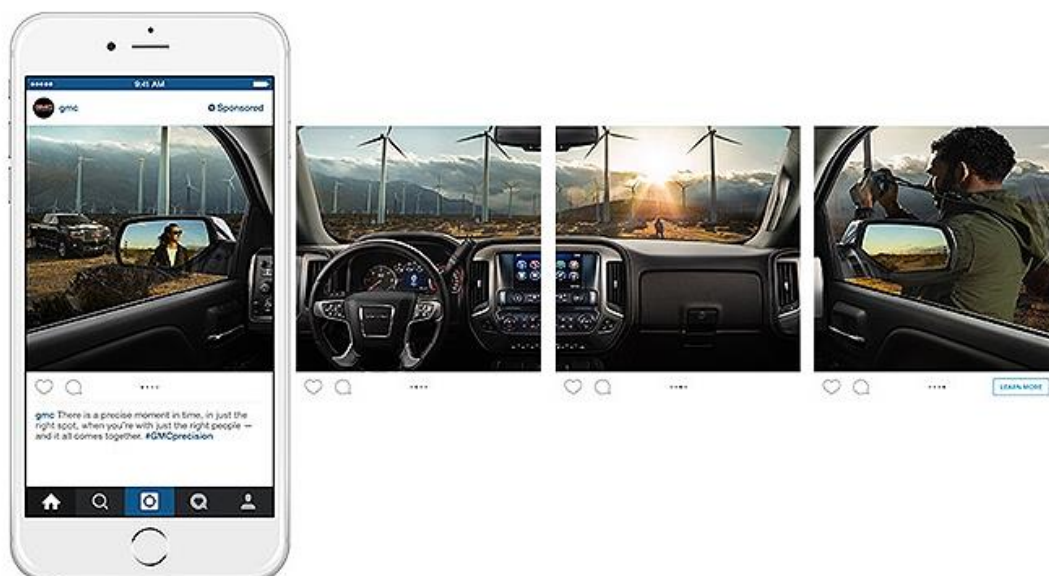 9:41 AM
gmc
Sponsored
gmc There is a precise moment in time, in just the
right spot, when you're with just the right people —
and it all comes together. #GMCprecision
LEARN MORE